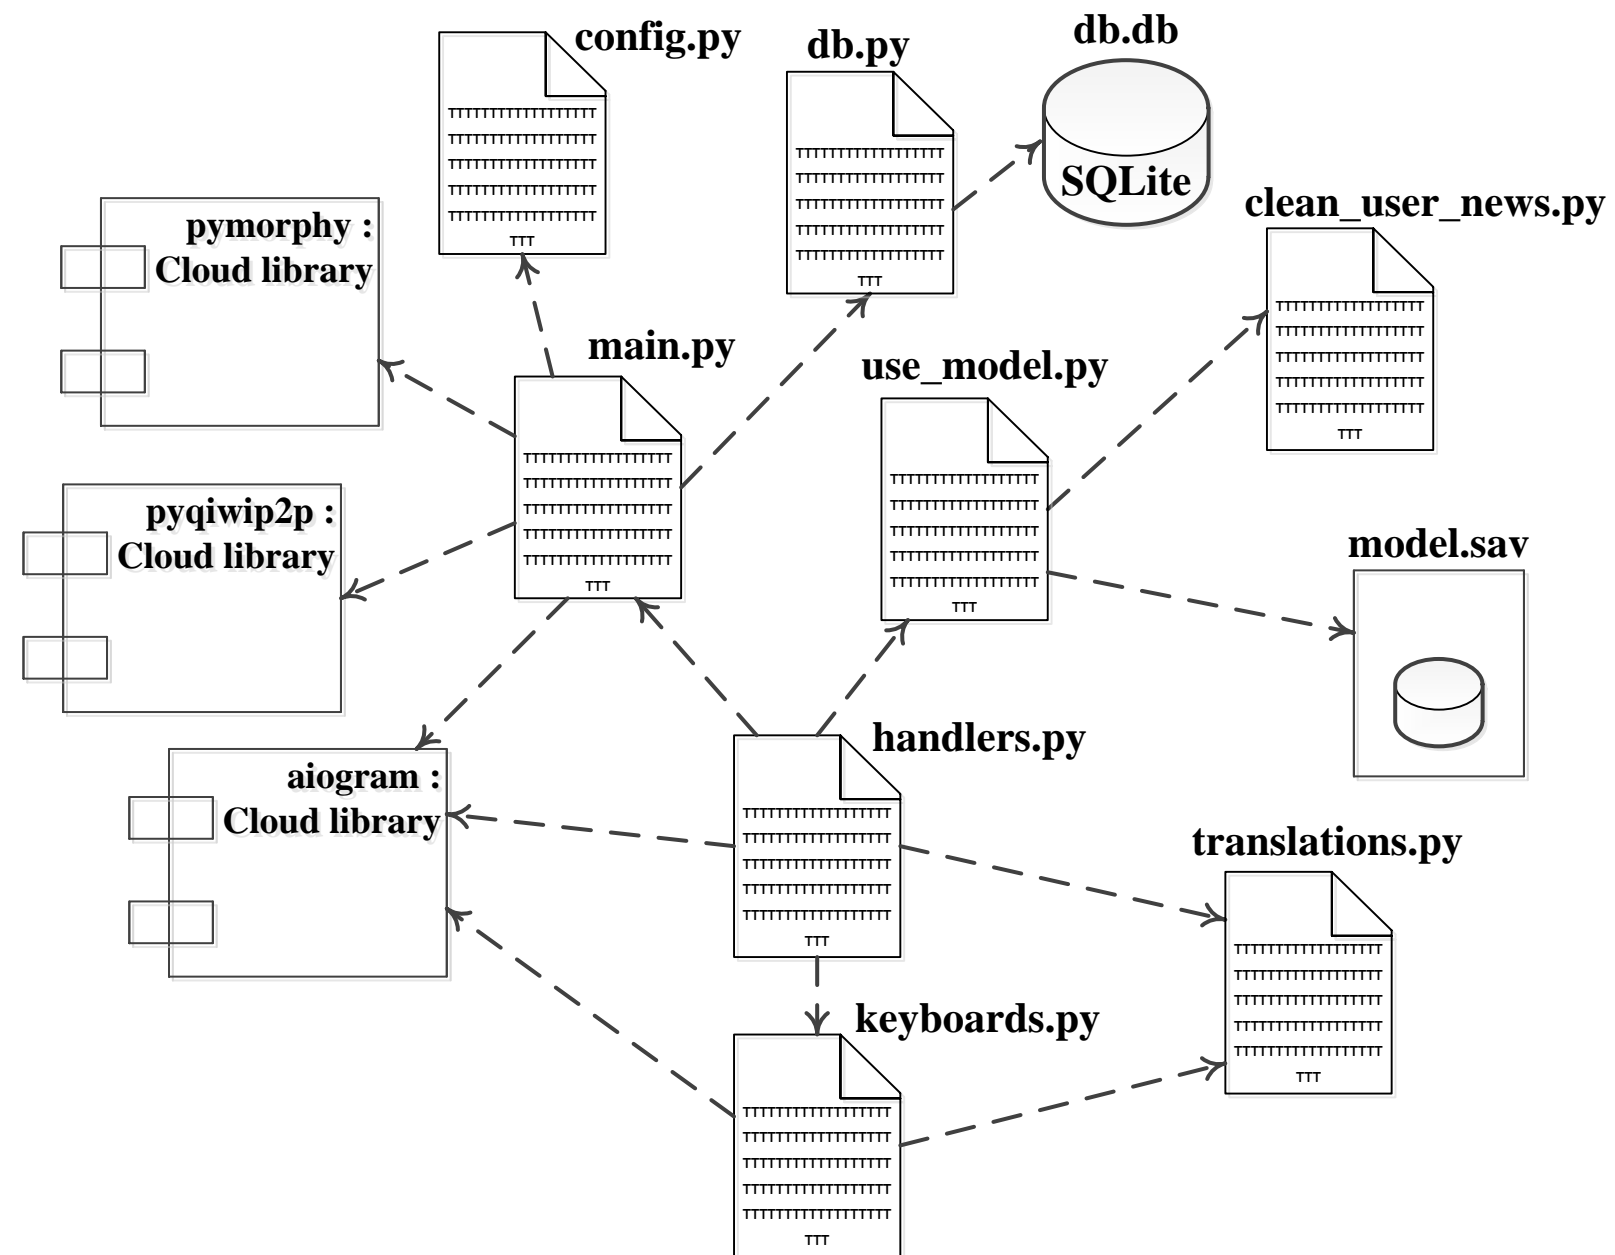 config.py
db.py
db.db
SQLite
clean_user_news.py
pymorphy :
Cloud library
main.py
use_model.py
pyqiwip2p :
Cloud library
model.sav
handlers.py
aiogram :
Cloud library
translations.py
keyboards.py